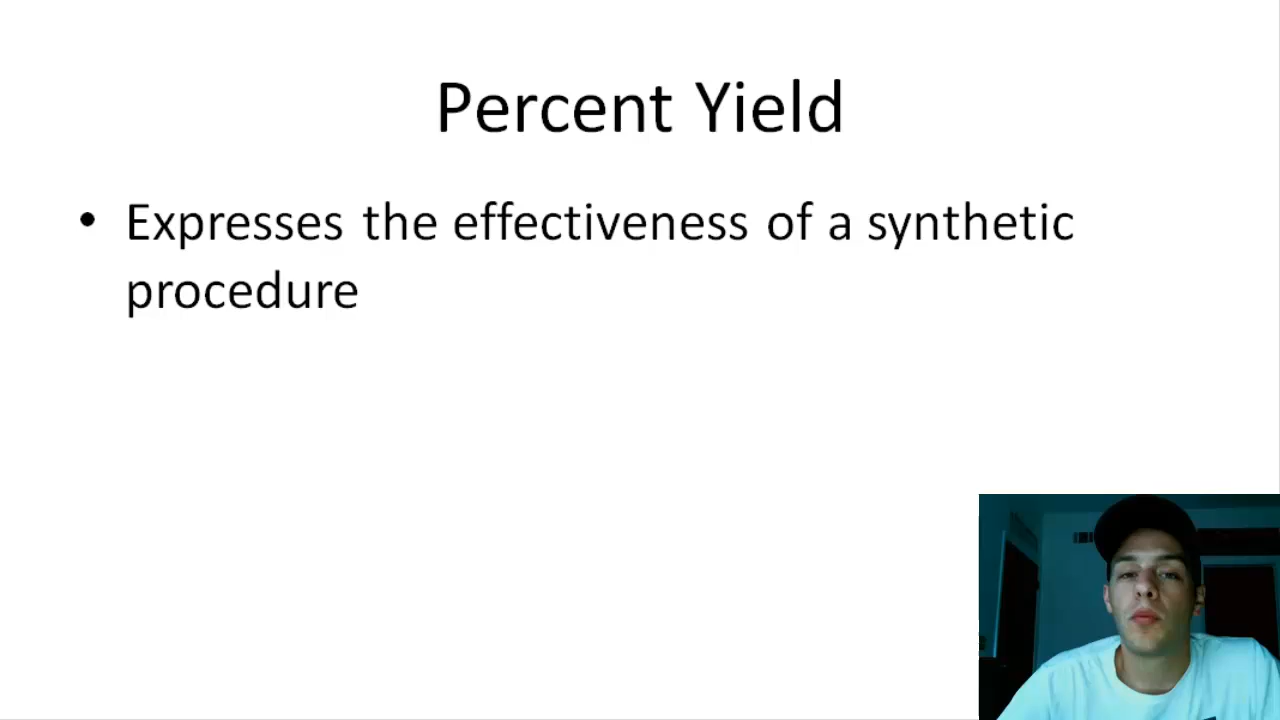 Percent Yield
• Expresses the effectiveness of a synthetic
procedure